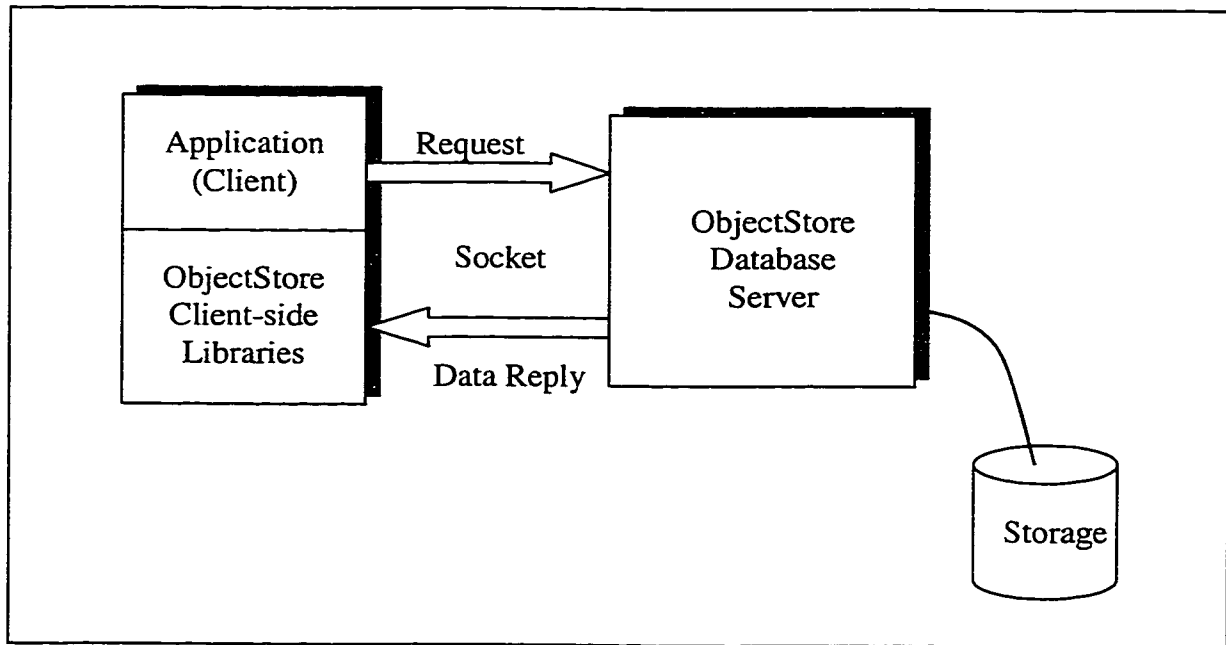 Application
(Client)
Request
ObjectStore
Client-side
Libraries
Socket
Data Reply
ObjectStore
Database
Server
Storage